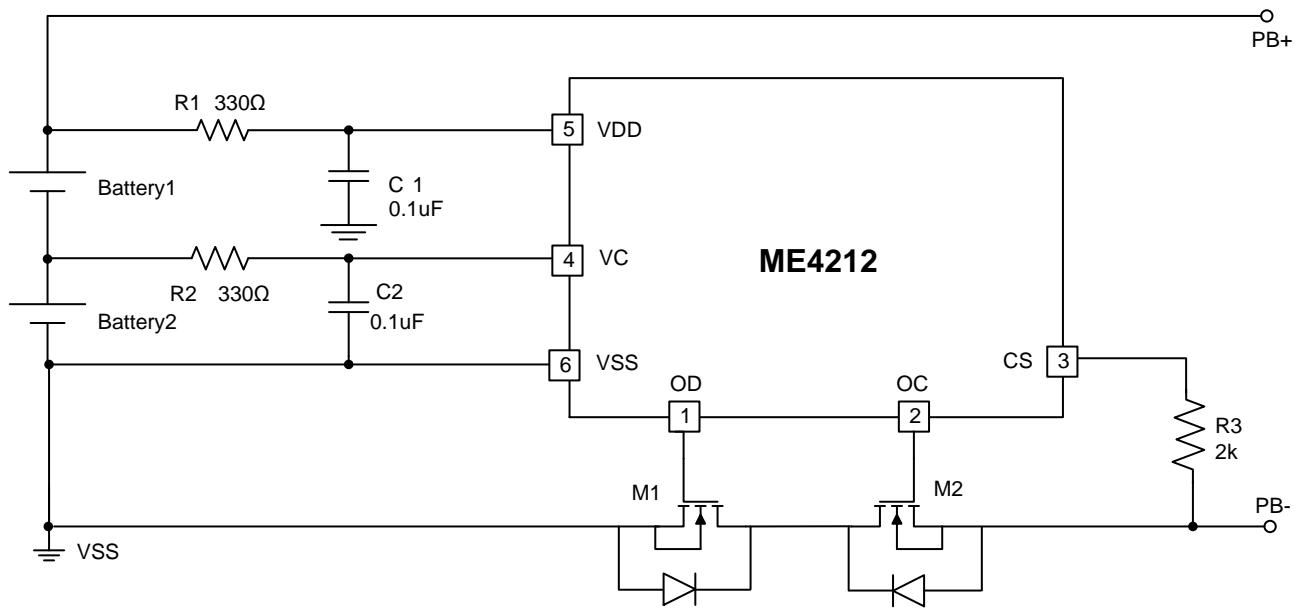 PB+
R1 330Ω
5 VDD
Battery1
C 1
0.1uF
4 VC
ME4212
R2 330Ω
C2
0.1uF
Battery2
6 VSS
CS 3
OD
OC
1
2
R3
2k
M1
M2
PB-
VSS